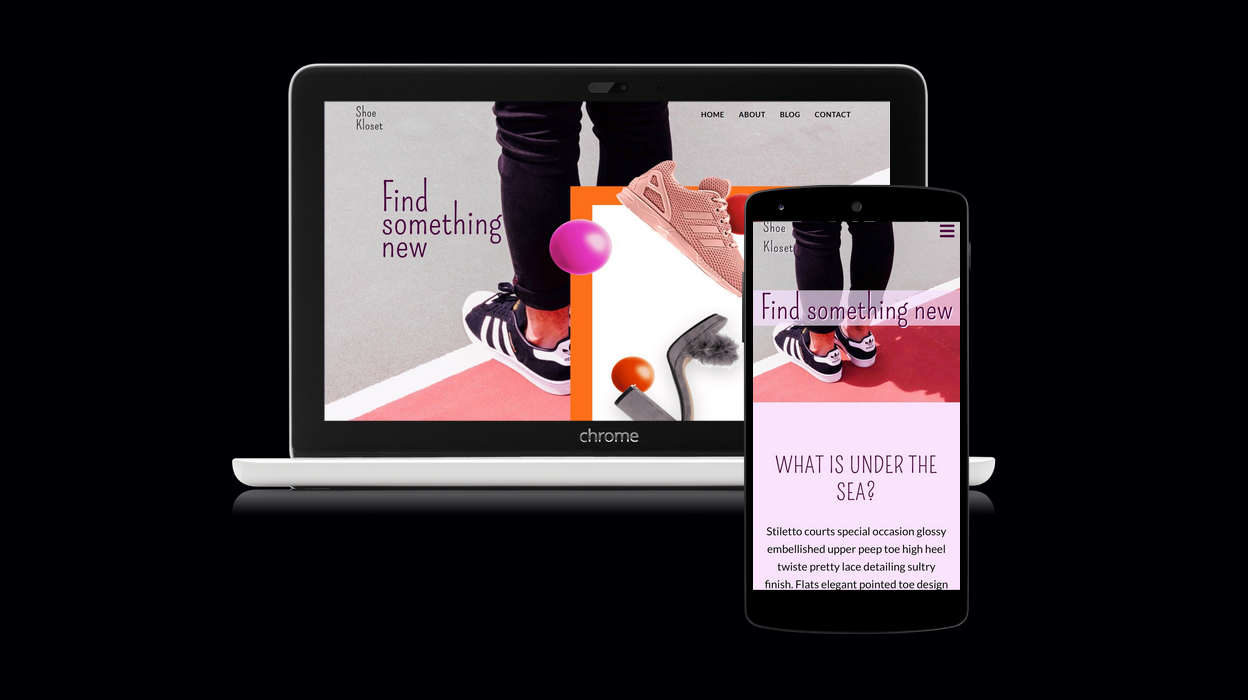 Shoe
Kloset
HOME ABOUT BLOG CONTACT
Find
something
new
chrome
Shoe
Kloset
Find something new
WHAT IS UNDER THE
SEA?
Stiletto courts special occasion glossy
embellished upper peep toe high heel
twiste pretty lace detailing sultry
finish. Flats elegant pointed toe design